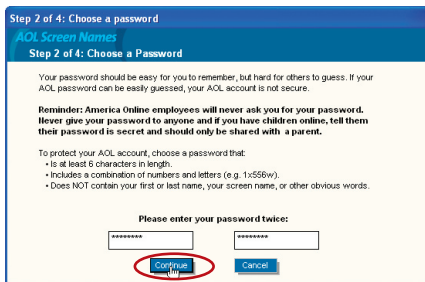 Step 2 of 4: Choose a password
AOL Screen Names
Step 2 of 4: Choose a Password
Your password should be easy for you to remember, but hard for others to guess. If your
AOL password can be easily guessed, your AOL account is not secure.
Reminder: America Online employees will never ask you for your password.
Never give your password to anyone and if you have children online, tell them
their password is secret and should only be shared with a parent.
To protect your AOL account, choose a password that:
• Is at least 6 characters in length.
• Includes a combination of numbers and letters (e.g. 1x556w).
• Does NOT contain your first or last name, your screen name, or other obvious words.
Please enter your password twice:
******** ********
Continue Cancel